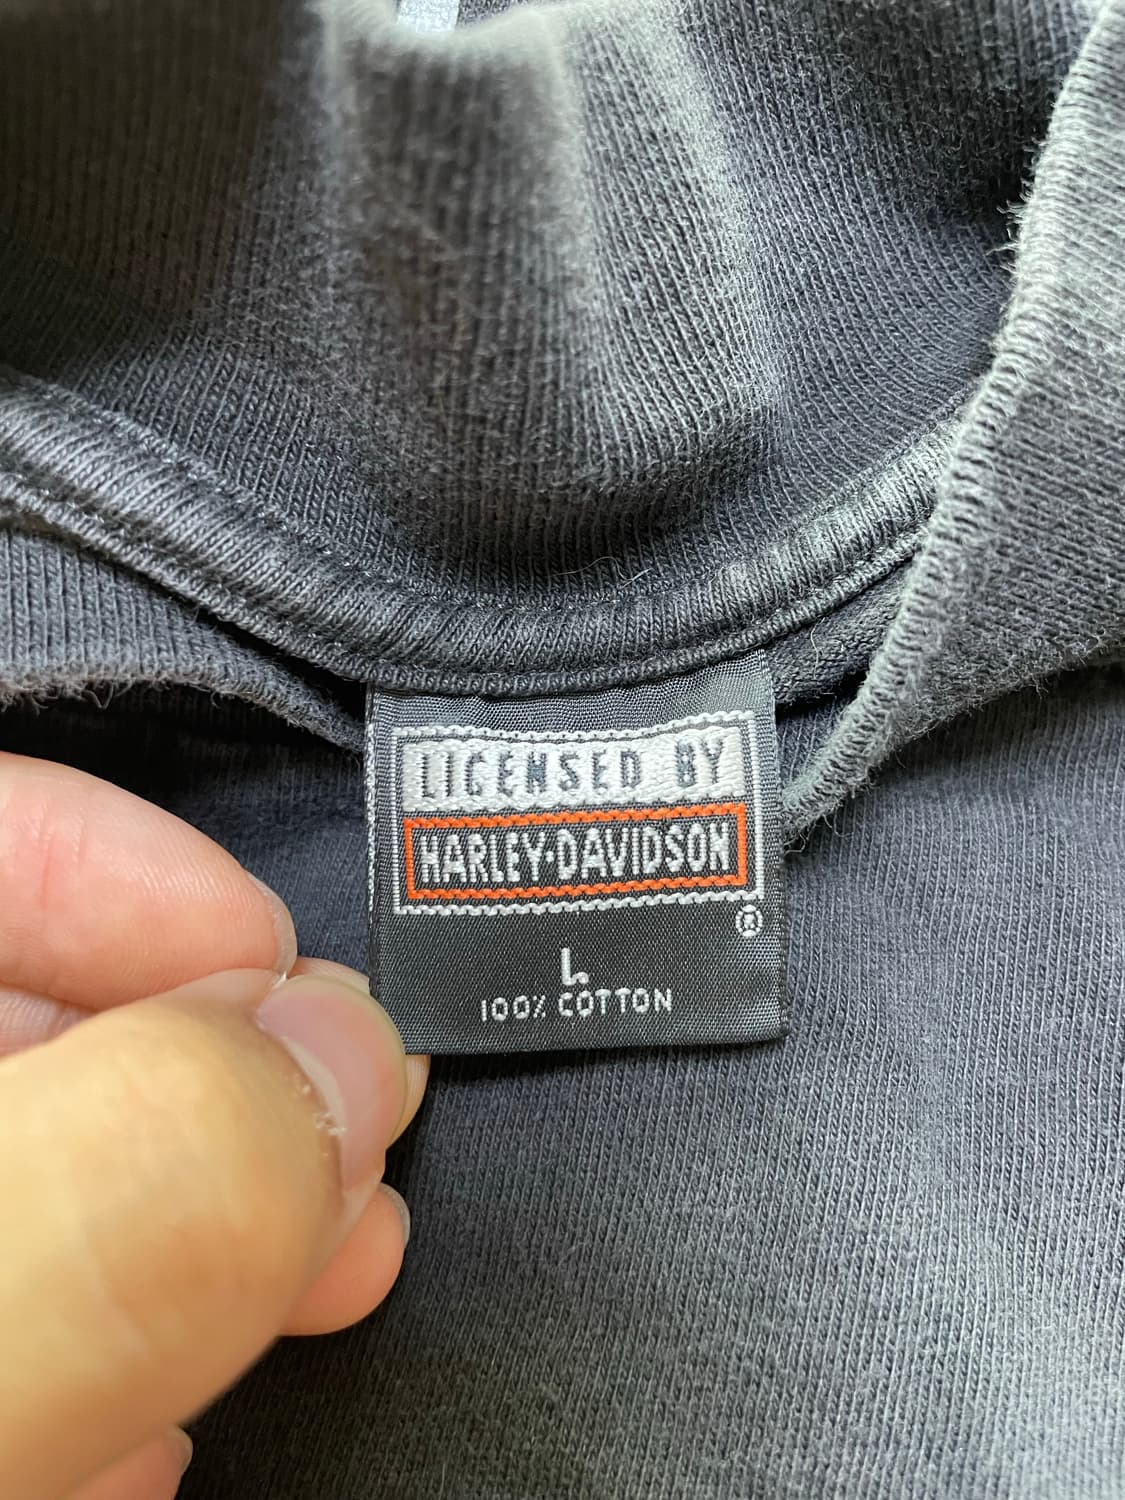 LICENSED BY
HARLEY-DAVIDSON
®
L
100% COTTON